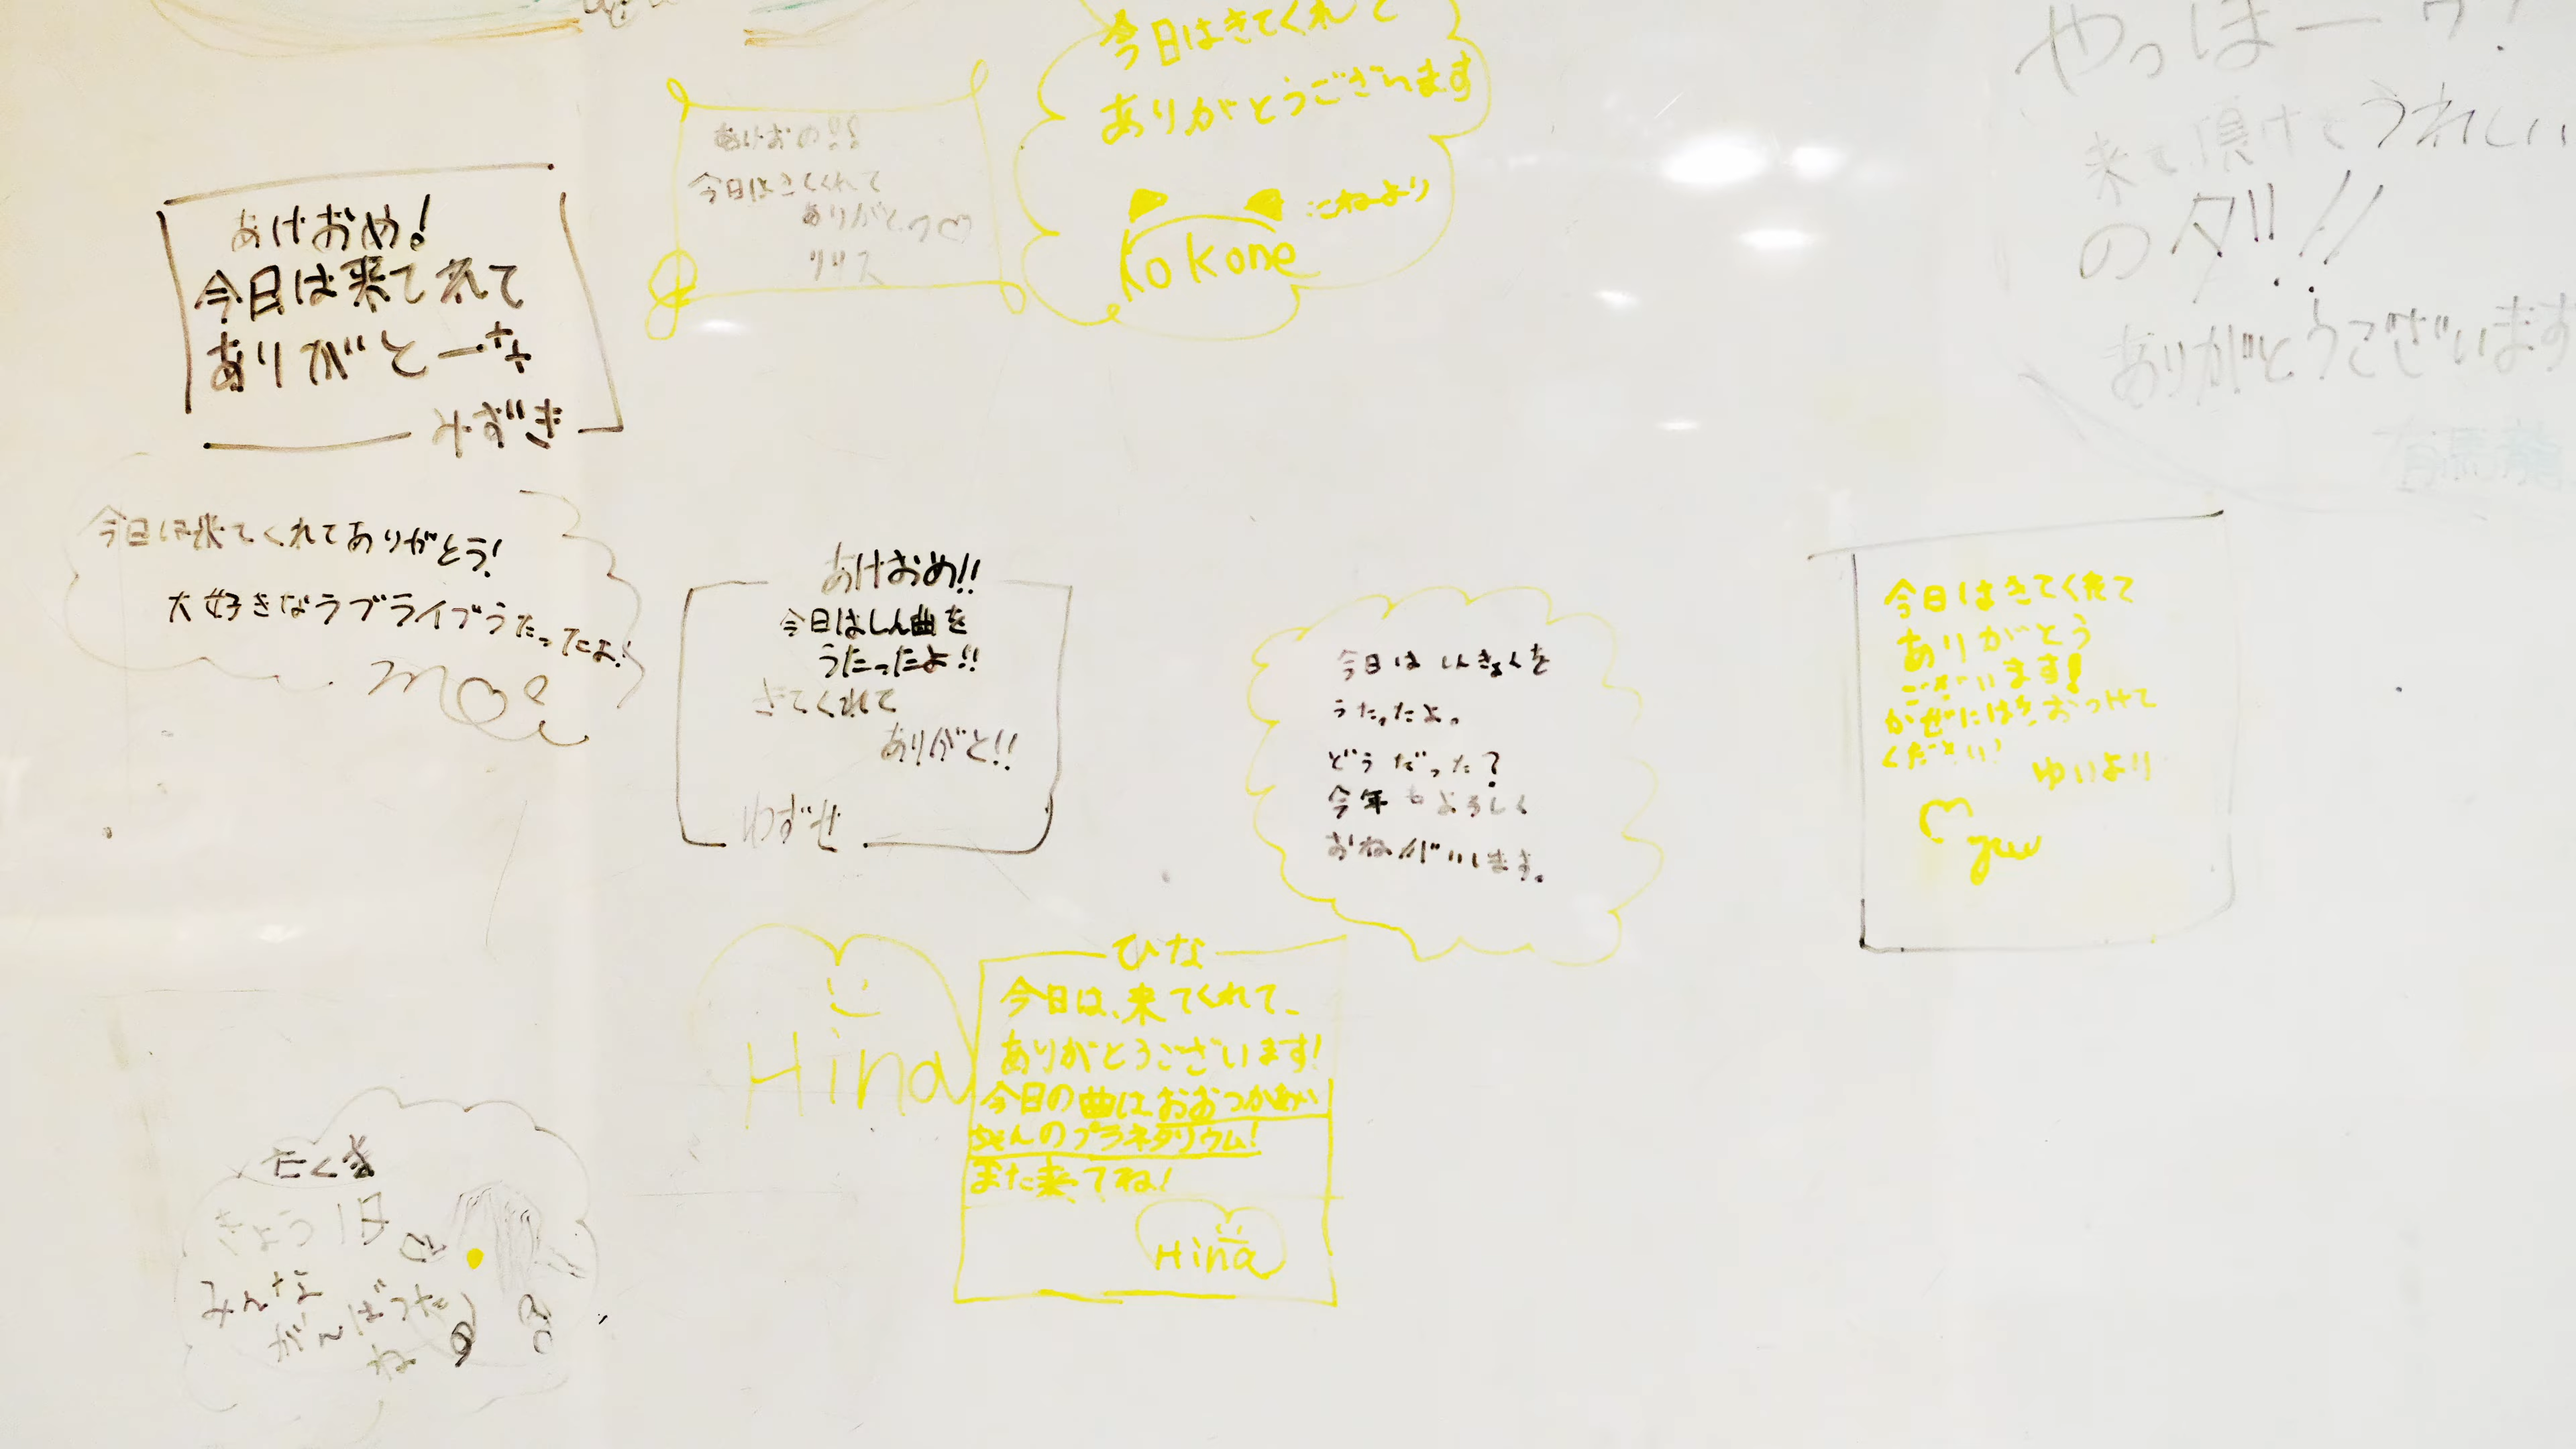 今日はきてくれて
ありがとうございます
ここねより
Kokone
あけおめ!!
今日はきてくれて
ありがとう♡
リリス
やっほー
来て頂けてうれしい
のダ!!//
ありがとうございます
あけおめ!
今日は来て れて
ありがとーな
みずき
今日は来てくれてありがとう!
大好きなラブライブうたったよ!
あけおめ!!
今日はしん曲を
うたったよ!!
きてくれて
ありがと!!
ゆずき
今日は しんきょくを
うたったよ。
どうだった?
今年もよろしく
おねがいします。
今日はきてくれて
ありがとう
ございます!
かぜにはきおつけて
ください!
ゆいより
Hina
ひな
今日は、来てくれて、
ありがとうございます!
今日の曲はおおつかあい
ちゃんのプラネタリウム!
また来てね!
Hina
たくま
きょう1日
みんな
がんばった
ね